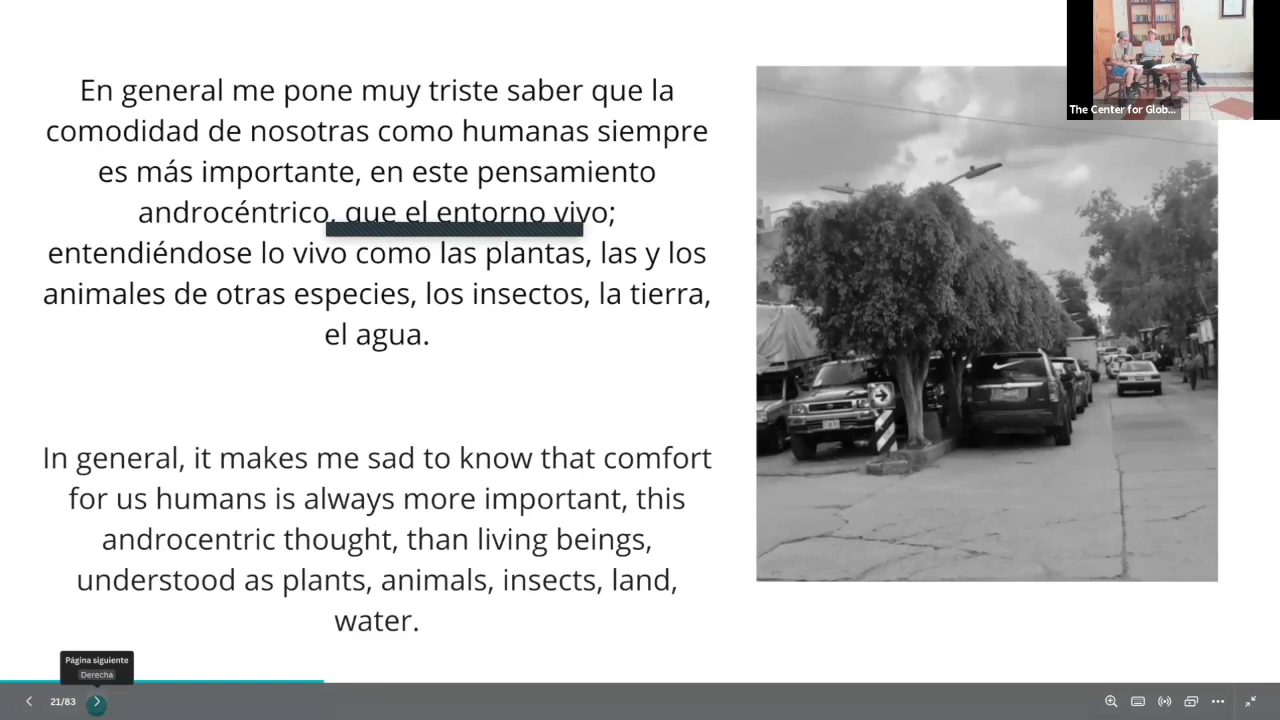 The Center for Glob...
En general me pone muy triste saber que la
comodidad de nosotras como humanas siempre
es más importante, en este pensamiento
androcéntrico, que el entorno vivo;
entendiéndose lo vivo como las plantas, las y los
animales de otras especies, los insectos, la tierra,
el agua.
In general, it makes me sad to know that comfort
for us humans is always more important, this
androcentric thought, than living beings,
understood as plants, animals, insects, land,
water.
Página siguiente
Derecha
21/83